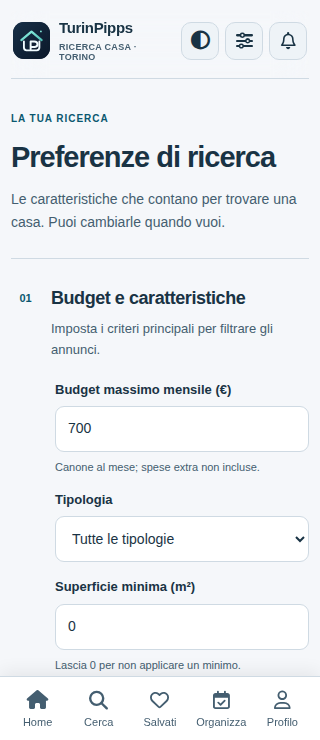 TurinPipps
RICERCA CASA ·
TORINO
LA TUA RICERCA
Preferenze di ricerca
Le caratteristiche che contano per trovare una
casa. Puoi cambiarle quando vuoi.
01
Budget e caratteristiche
Imposta i criteri principali per filtrare gli
annunci.
Budget massimo mensile (€)
700
Canone al mese; spese extra non incluse.
Tipologia
Tutte le tipologie
Superficie minima (m²)
0
Lascia 0 per non applicare un minimo.
Home
Cerca
Salvati
Organizza
Profilo